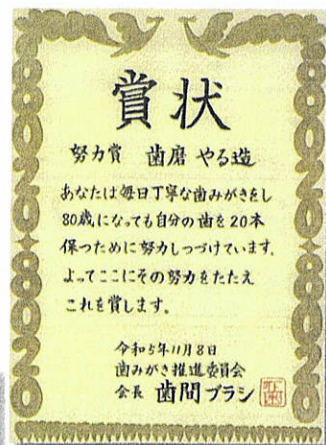 賞状
努力賞 歯磨 やる造
あなたは毎日丁寧な歯みがきをし
80歳になっても自分の歯を20本
保つために努力しつづけています。
よってここにその努力をたたえ
これを賞します。
令和5年11月8日
歯みがき推進委員会
会長 歯間ブラシ
8020 8020
8020 8020